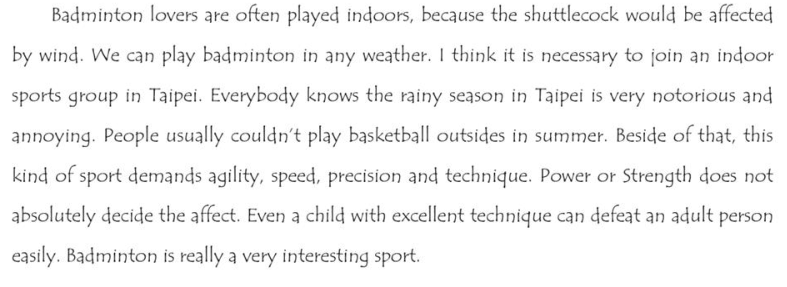 Badminton lovers are often played indoors, because the shuttlecock would be affected
by wind. We can play badminton in any weather. I think it is necessary to join an indoor
sports group in Taipei. Everybody knows the rainy season in Taipei is very notorious and
annoying. People usually couldn't play basketball outsides in summer. Beside of that, this
kind of sport demands agility, speed, precision and technique. Power or Strength does not
absolutely decide the affect. Even a child with excellent technique can defeat an adult person
easily. Badminton is really a very interesting sport.